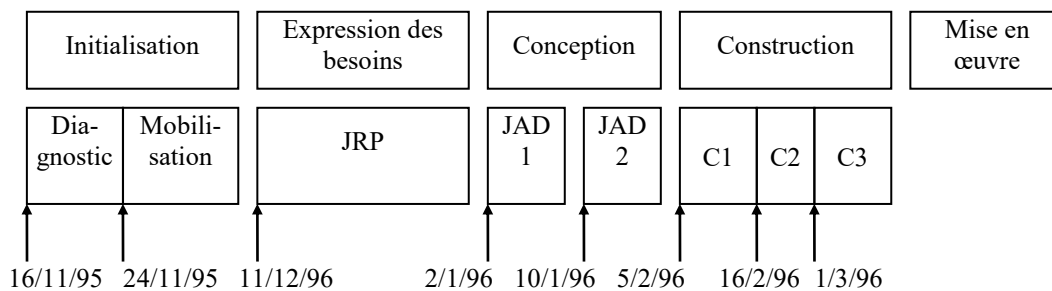 Initialisation
Expression des
besoins
Conception
Construction
Mise en
œuvre
Dia-
gnostic
Mobili-
sation
JRP
JAD
1
JAD
2
C1
C2
C3
16/11/95
24/11/95
11/12/96
2/1/96
10/1/96
5/2/96
16/2/96
1/3/96